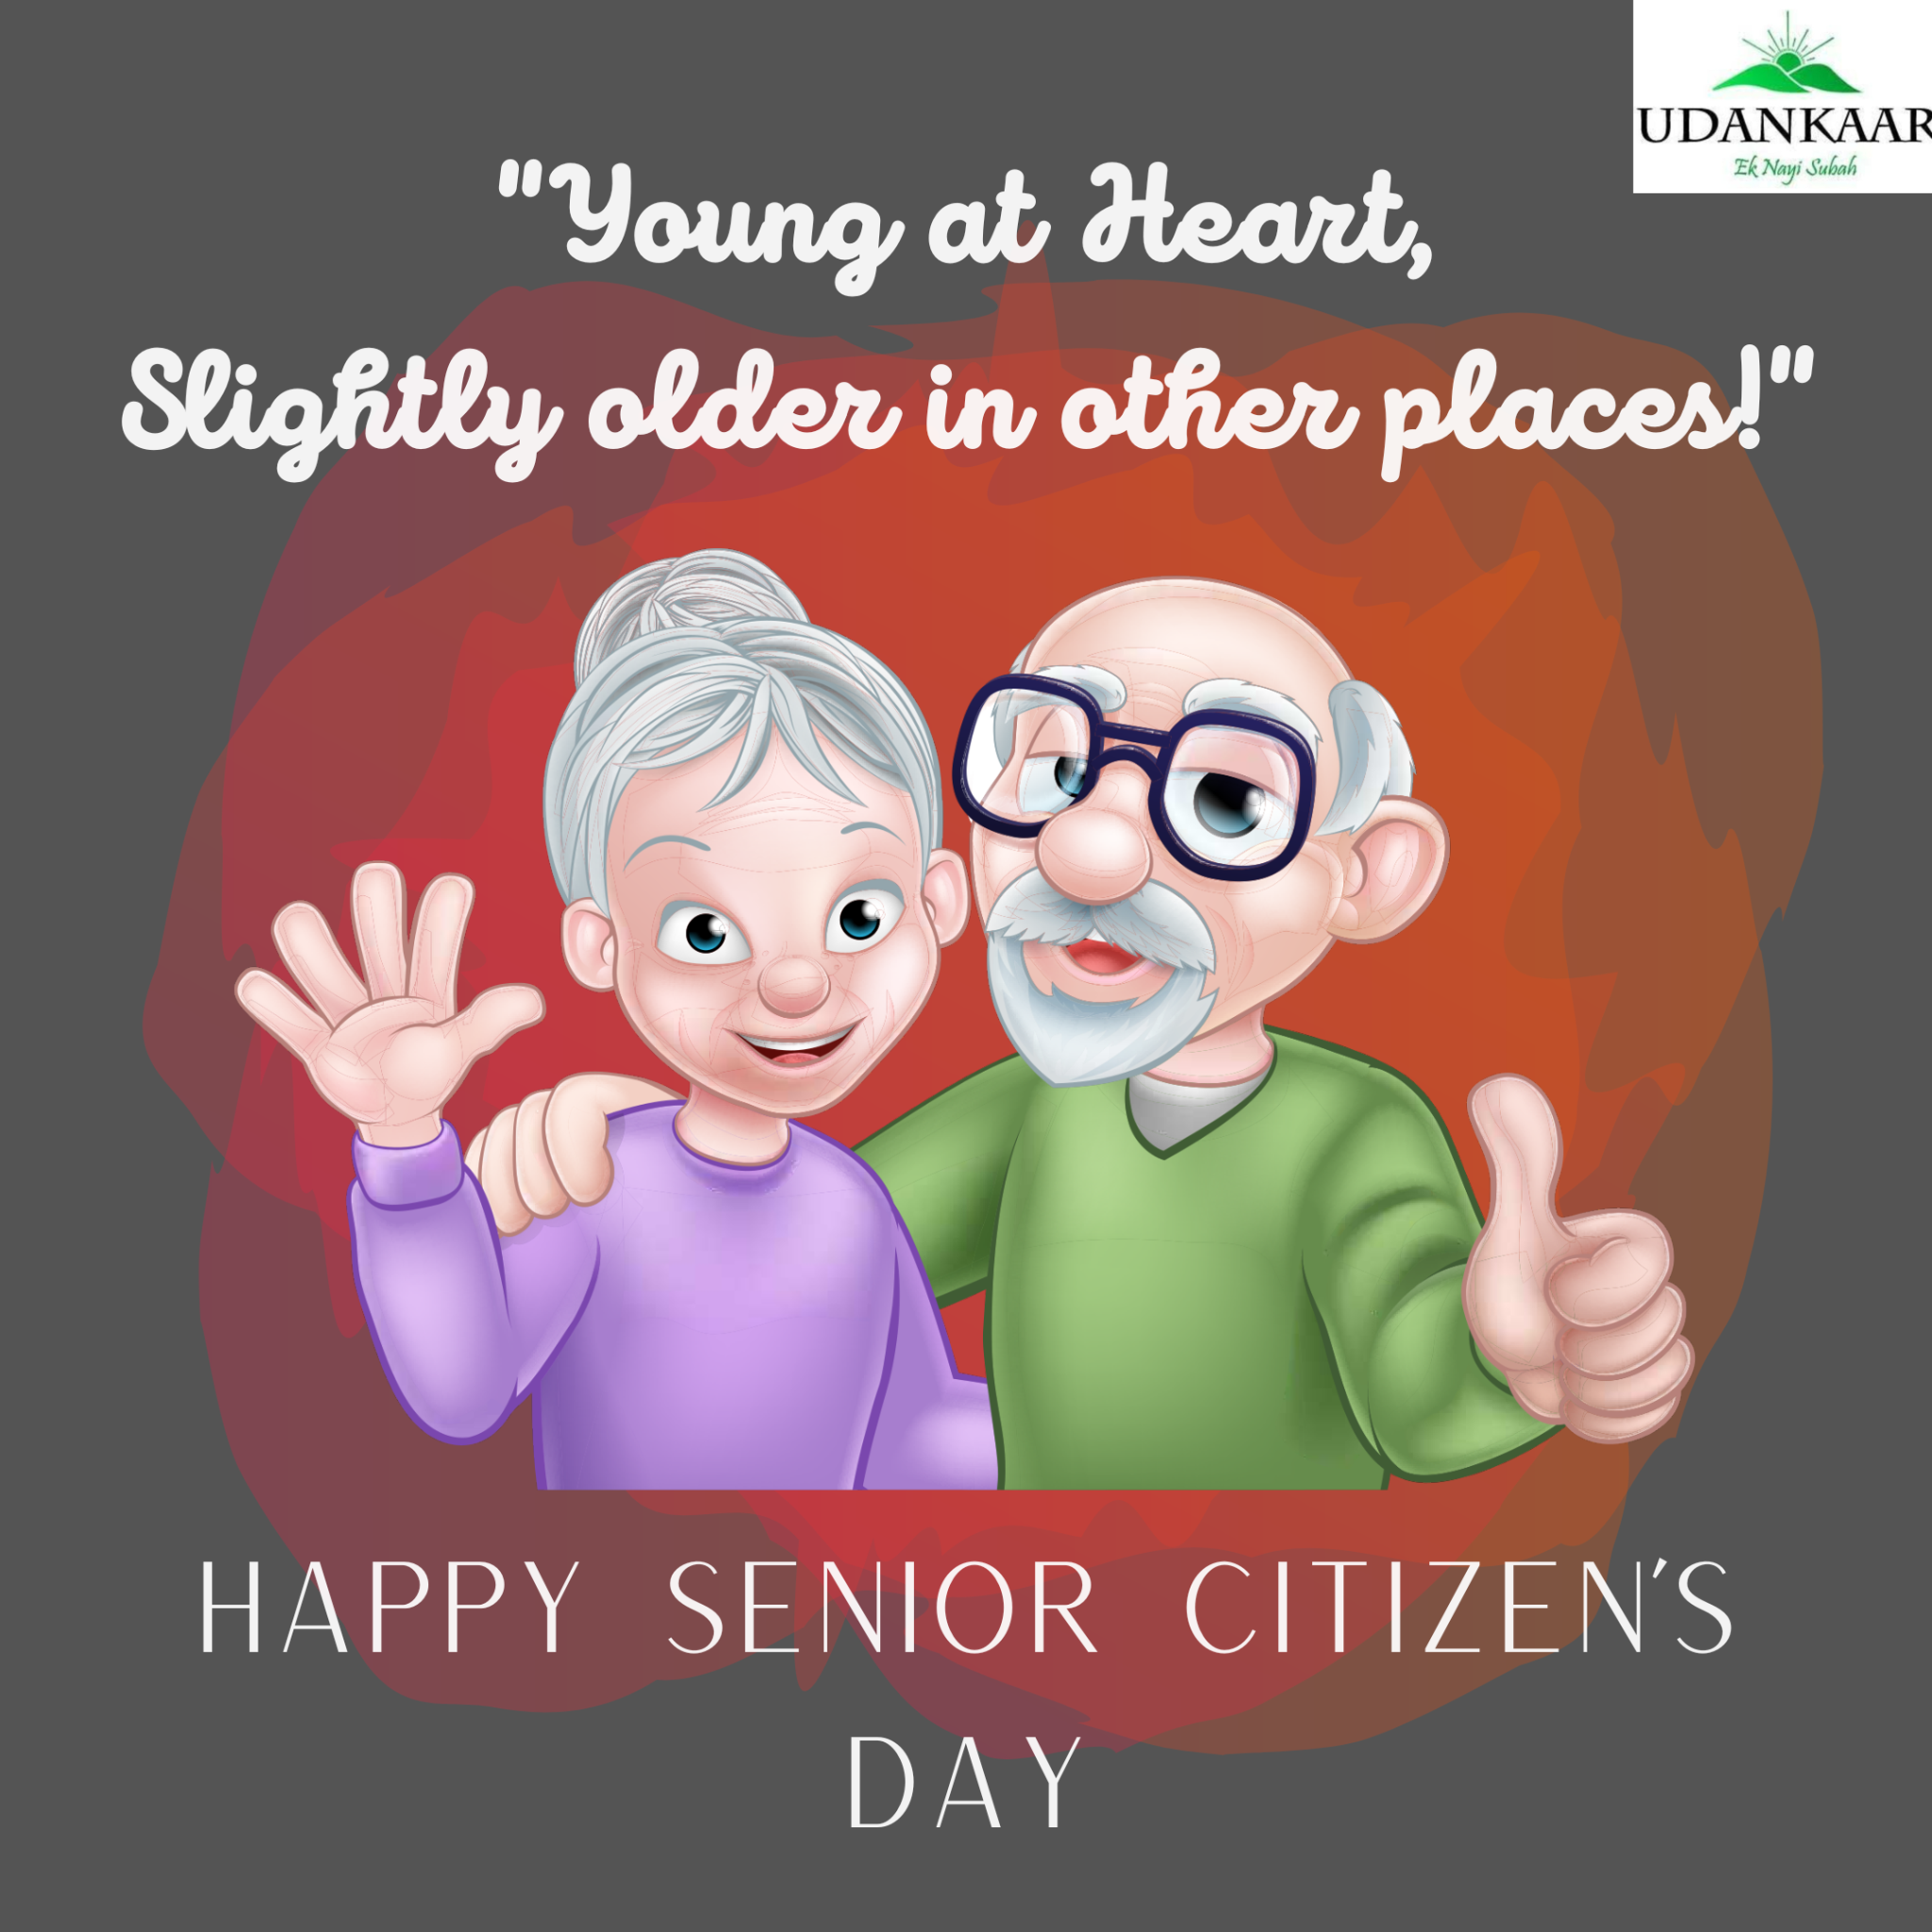 UDANKAAR
Ek Nayi Subah
"Young at Heart,
Slightly older in other places!"
HAPPY SENIOR CITIZEN'S
DAY